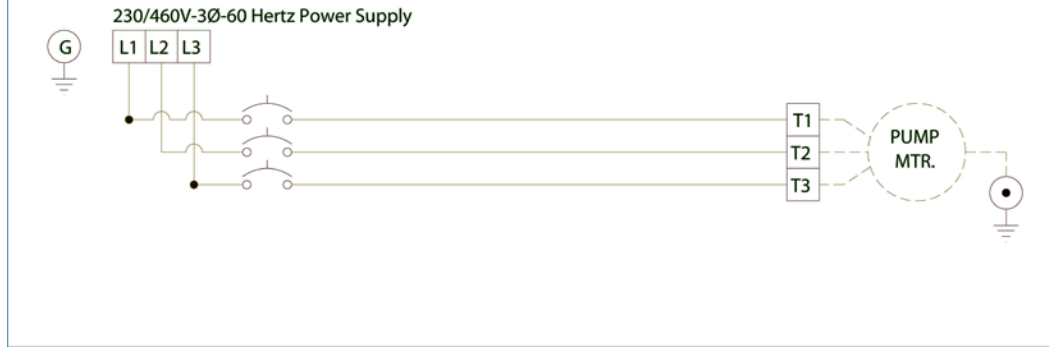 230/460V-3Ø-60 Hertz Power Supply
G
L1 L2 L3
T1
T2
T3
PUMP
MTR.